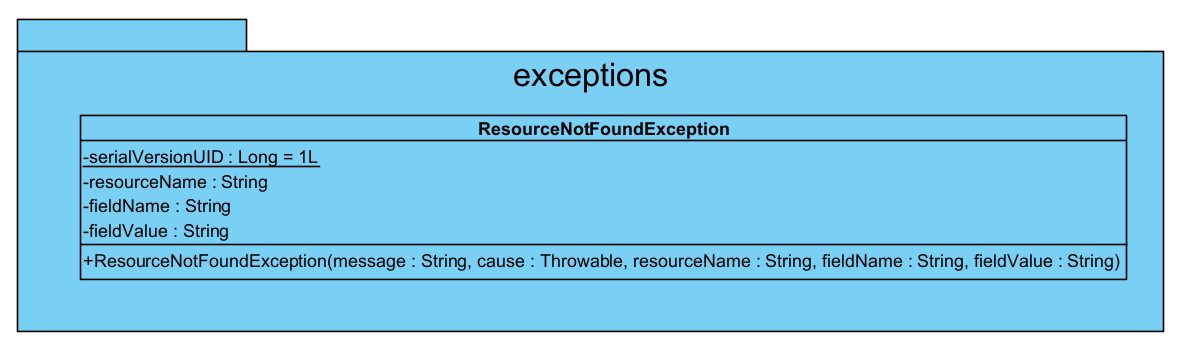 exceptions
ResourceNotFoundException
-serialVersionUID : Long = 1L
-resourceName : String
-fieldName : String
-fieldValue : String
+ResourceNotFoundException(message : String, cause : Throwable, resourceName : String, fieldName : String, fieldValue : String)